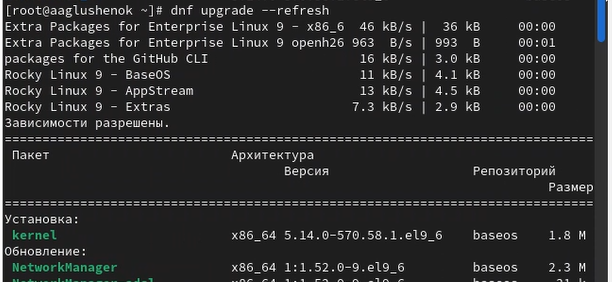 [root@aaglushenok ~]# dnf upgrade --refresh
Extra Packages for Enterprise Linux 9 - x86_6  46 kB/s |  36 kB     00:00
Extra Packages for Enterprise Linux 9 openh26 963  B/s | 993  B     00:01
packages for the GitHub CLI                    16 kB/s | 3.0 kB     00:00
Rocky Linux 9 - BaseOS                         11 kB/s | 4.1 kB     00:00
Rocky Linux 9 - AppStream                      13 kB/s | 4.5 kB     00:00
Rocky Linux 9 - Extras                        7.3 kB/s | 2.9 kB     00:00
Зависимости разрешены.
Пакет Архитектура
Версия Репозиторий
Размер
Установка:
kernel x86_64 5.14.0-570.58.1.el9_6 baseos 1.8 M
Обновление:
NetworkManager x86_64 1:1.52.0-9.el9_6 baseos 2.3 M